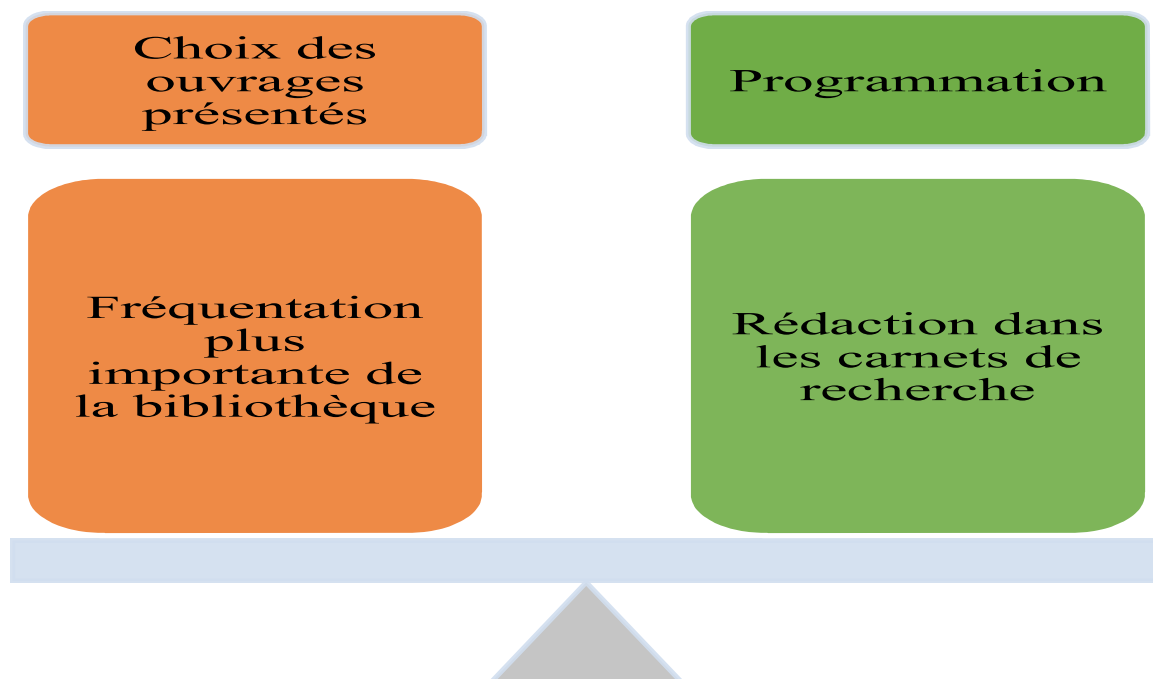 Choix des
ouvrages
présentés
Programmation
Fréquentation
plus
importante de
la bibliothèque
Rédaction dans
les carnets de
recherche